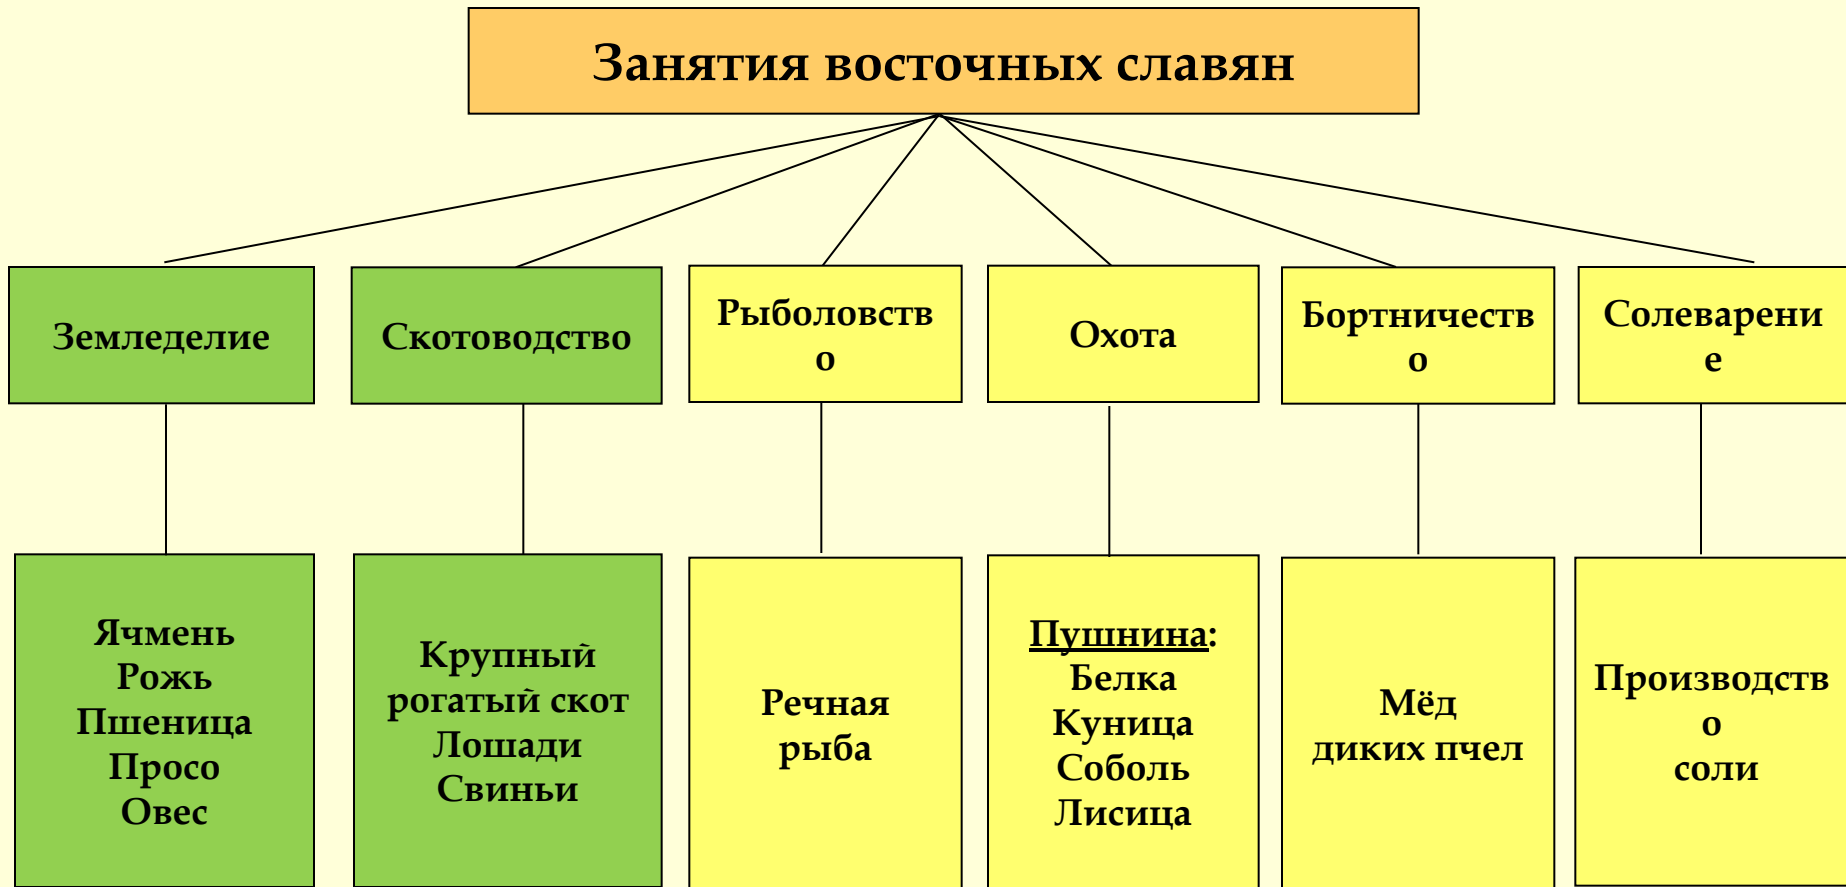 Занятия восточных славян
Земледелие
Скотоводство
Рыболовств
о
Охота
Бортничеств
о
Солеварени
е
Ячмень
Рожь
Пшеница
Просо
Овес
Крупный
рогатый скот
Лошади
Свиньи
Речная
рыба
Пушнина:
Белка
Куница
Соболь
Лисица
Мёд
диких пчел
Производств
о
соли